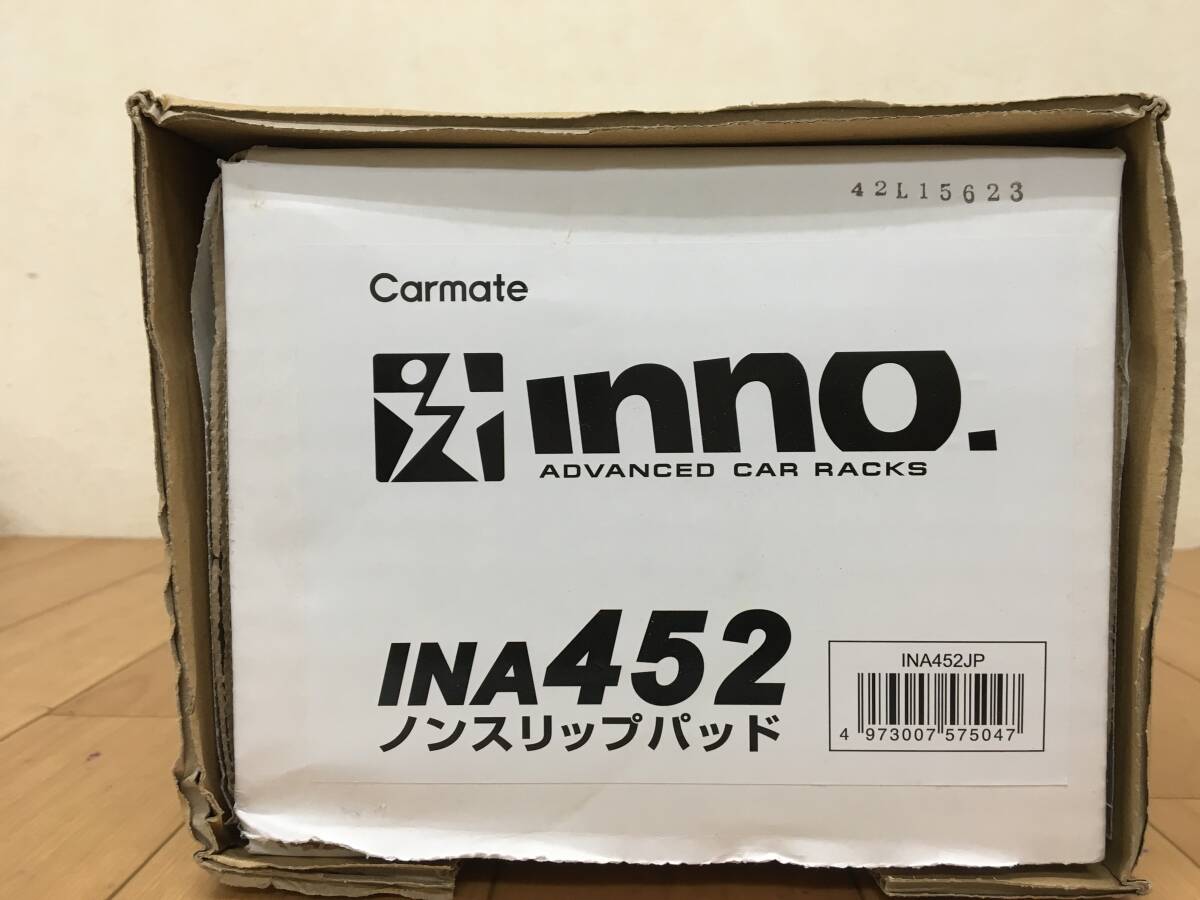 42L15623
Carmate
inno.
ADVANCED CAR RACKS
INA452
ノンスリップパッド
INA452JP
4 973007 575047